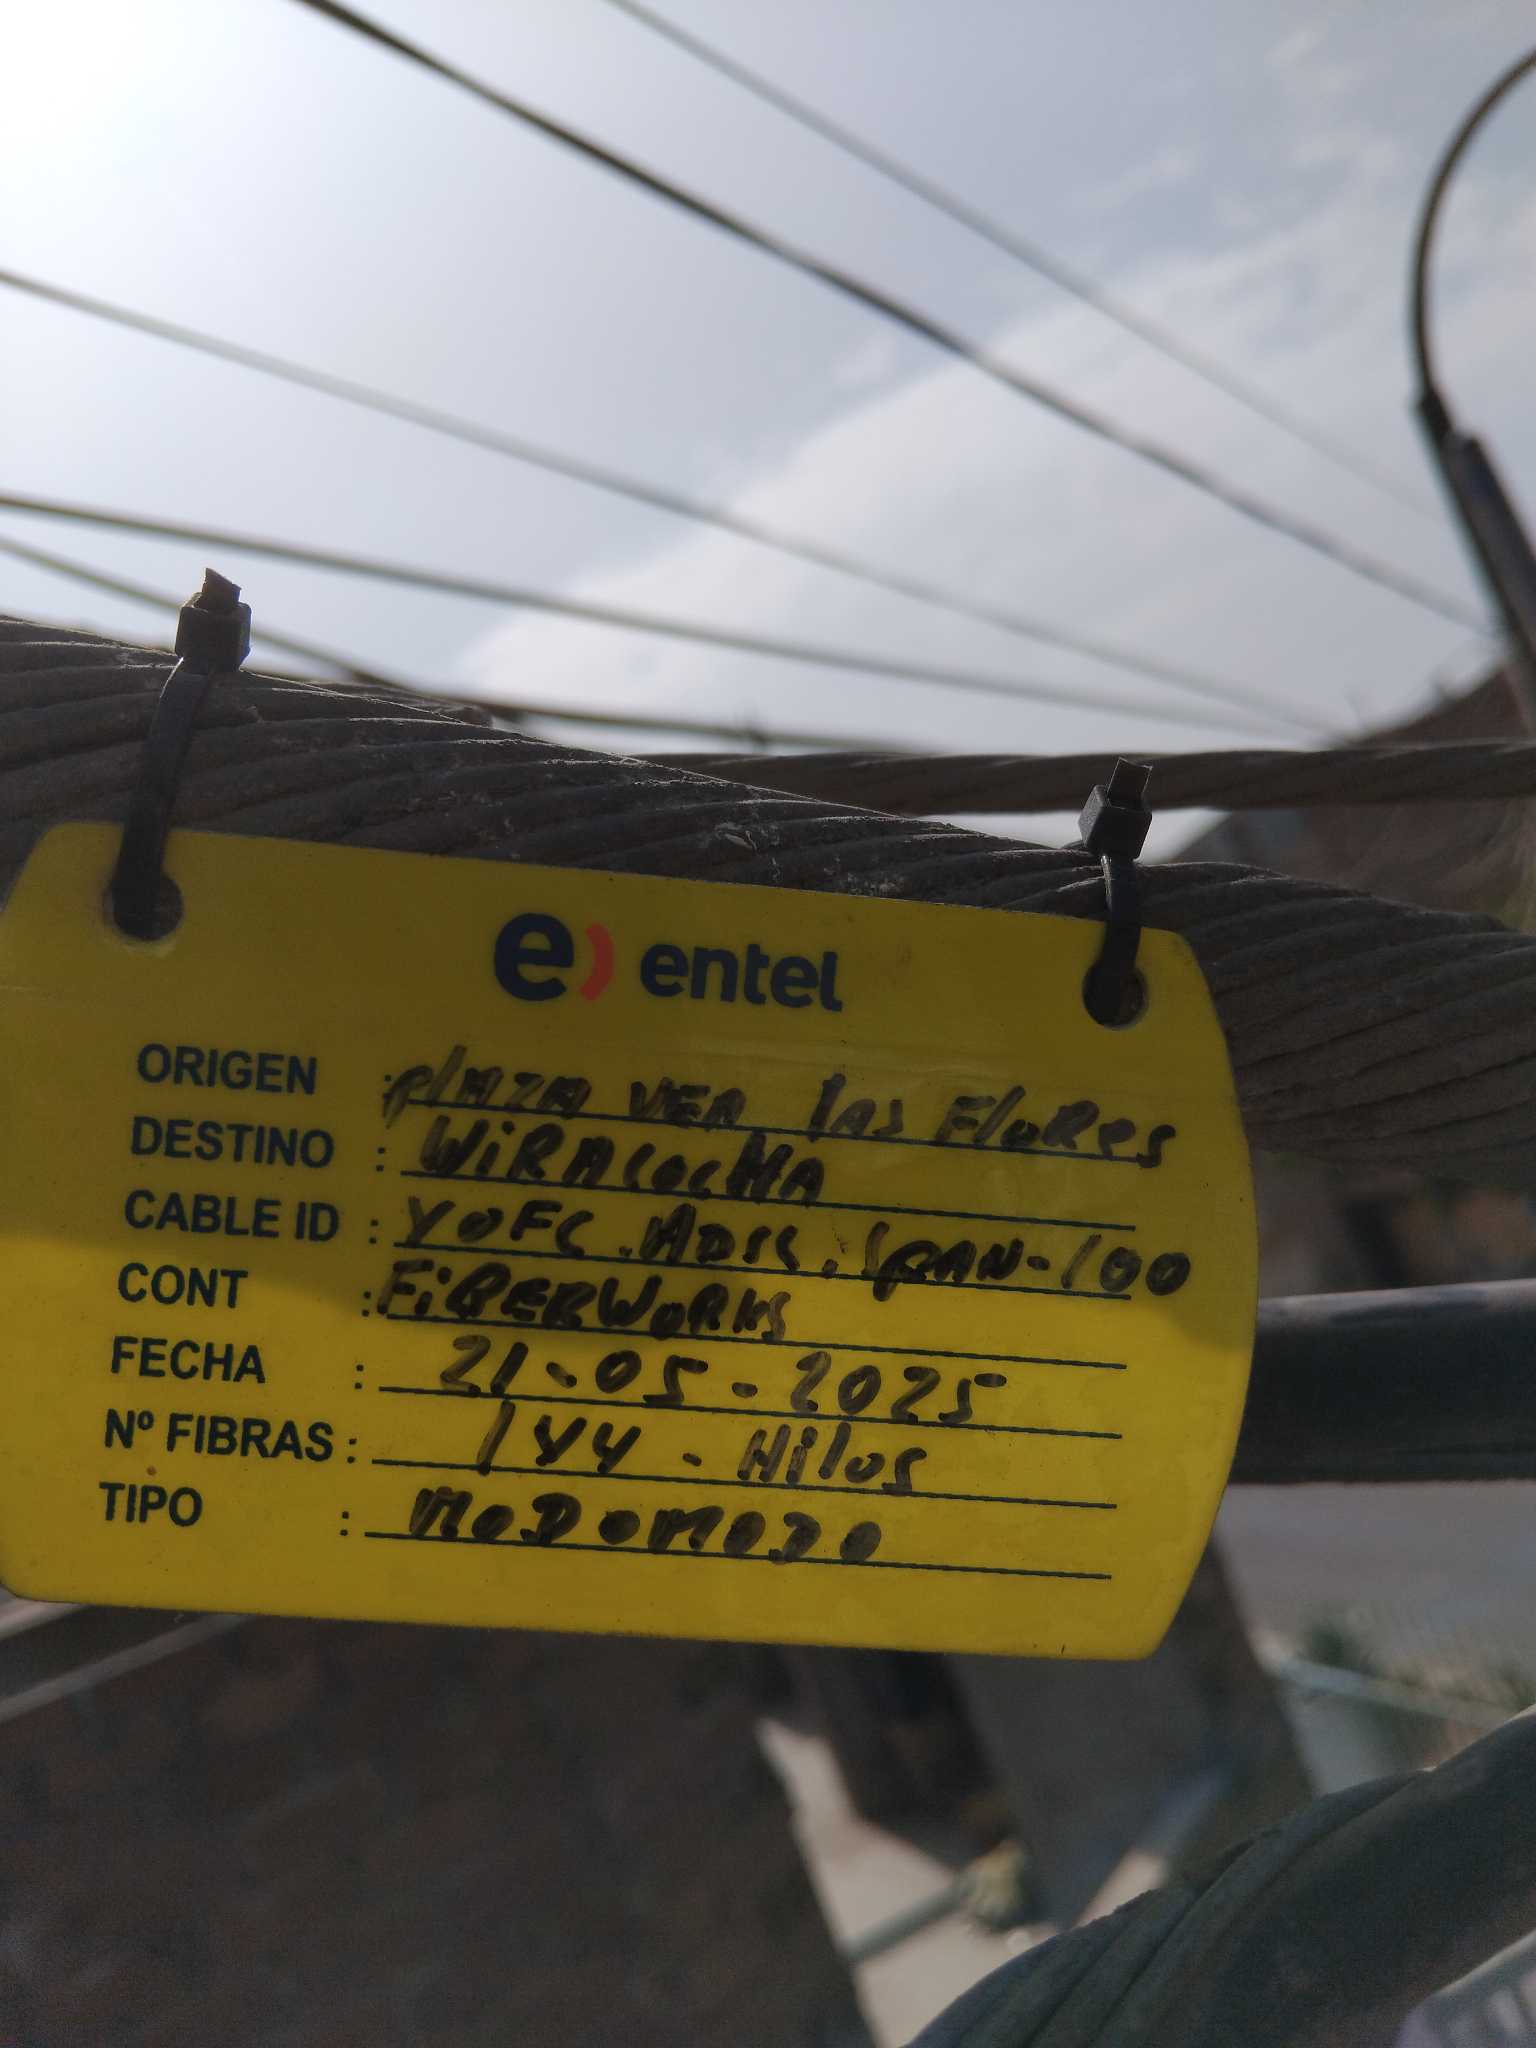 e) entel
ORIGEN : plaza VEA las Flores
DESTINO : WiRACOCHA
CABLE ID : YOFC.ADSS.SPAN-100
CONT : FiBERWORKS
FECHA : 21-05-2025
Nº FIBRAS : 144 - Hilos
TIPO : MODOMODO